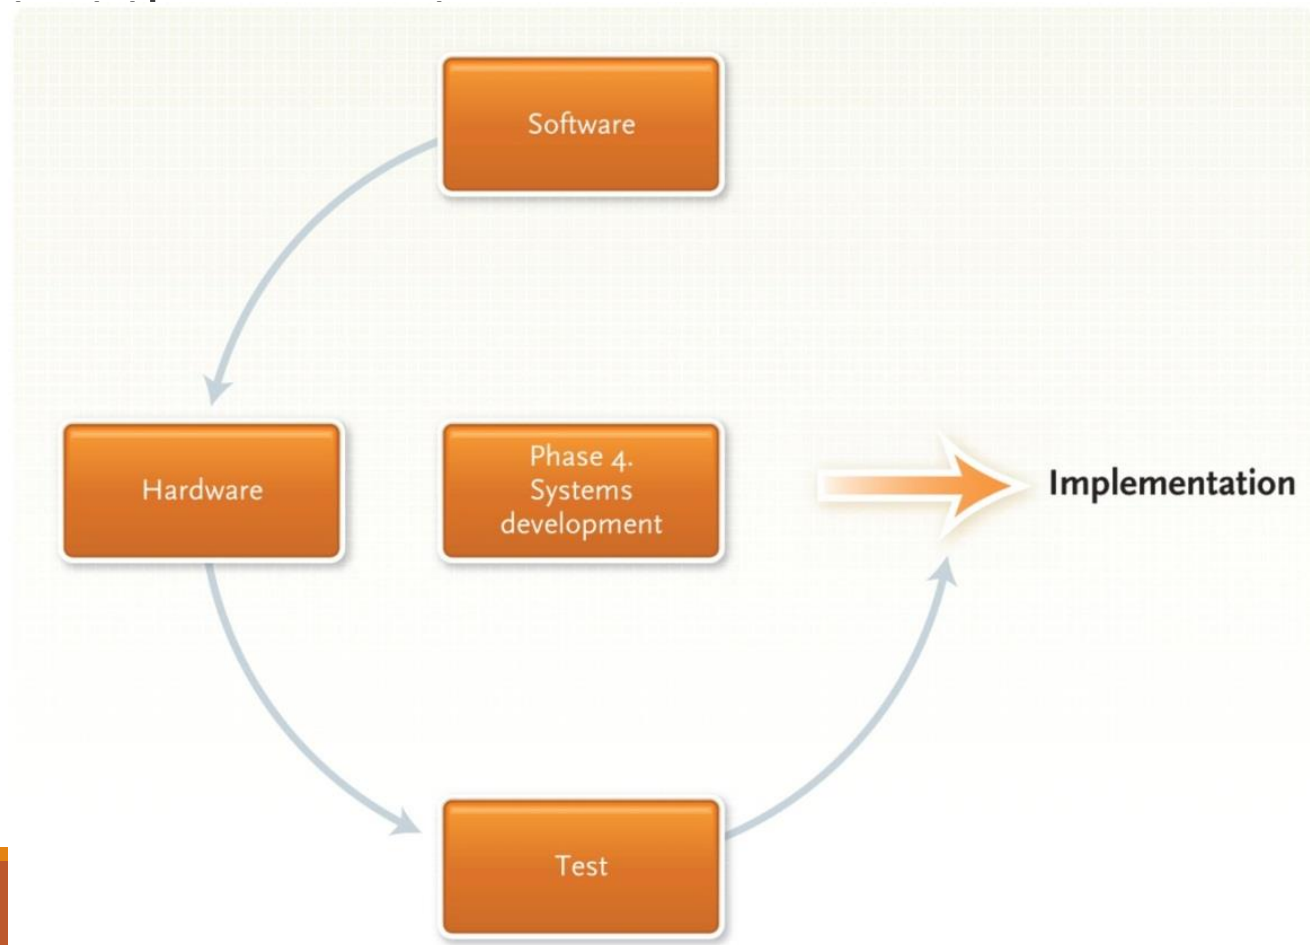 Software
Hardware
Phase 4.
Systems
development
Implementation
Test